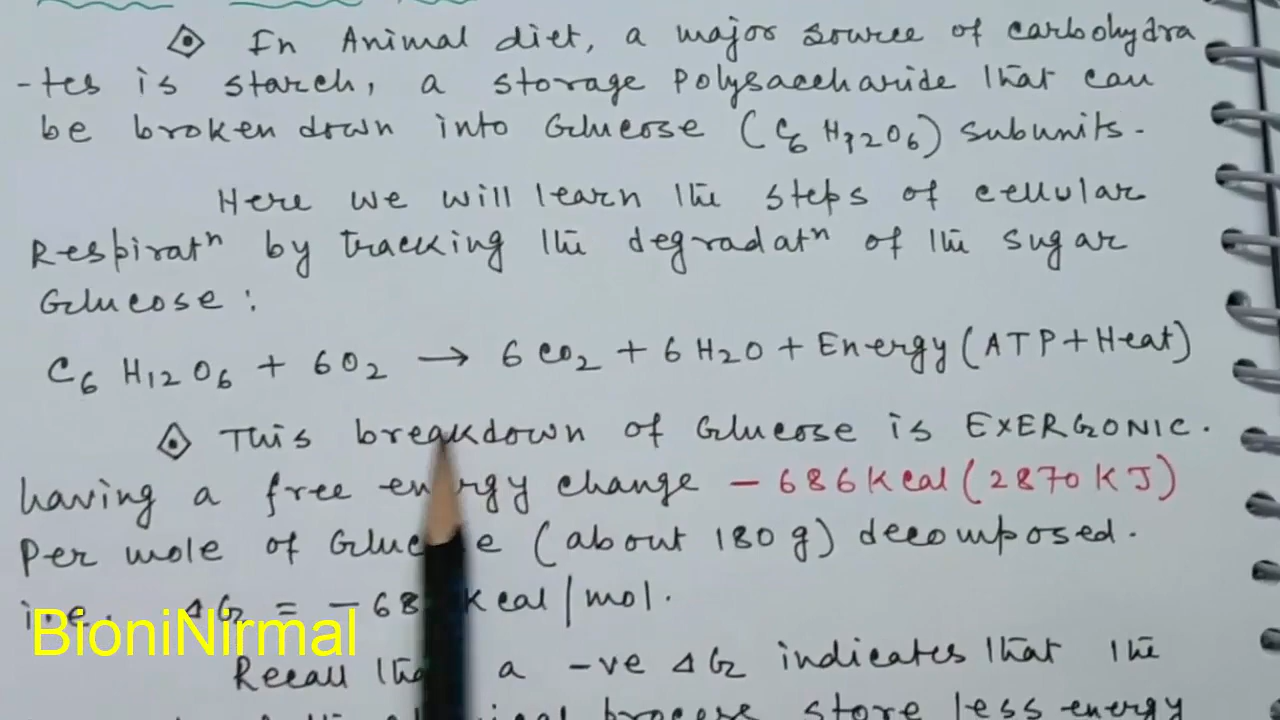 In Animal diet, a major source of carbohydra
-tes is starch, a storage Polysaccharide that can
be broken down into Glucose (C6 H12O6) subunits.
Here we will learn the steps of cellular
Respiratⁿ by tracking the degradatⁿ of the sugar
Glucose:
C6 H12 O6 + 6O2 → 6CO2 + 6H2O + Energy (ATP + Heat)
This breakdown of Glucose is EXERGONIC.
having a free energy change - 686 Kcal (2870 KJ)
Per mole of (about 180 g) decomposed.
i.e. ΔG = Kcal/mol.
BioniNirmal
Recall a -ve ΔG indicates that the
process store less energy